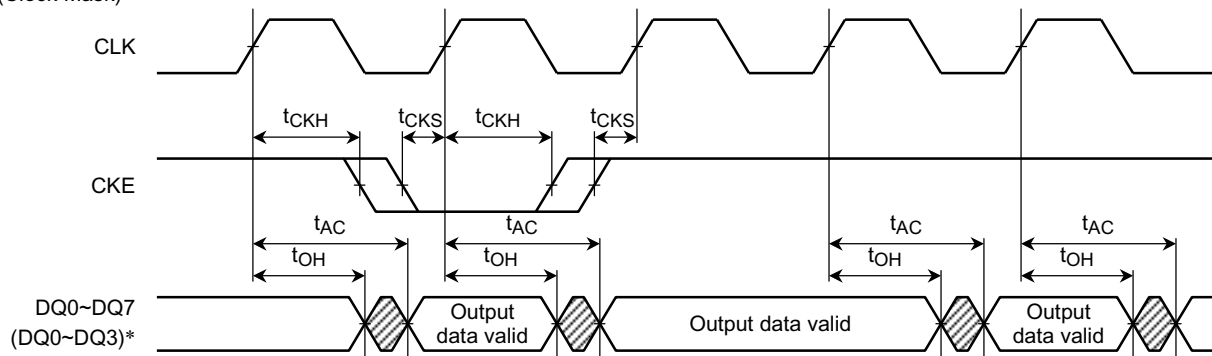 (Clock Mask)
CLK
tCKH tCKS tCKH tCKS
CKE
tAC tAC tAC tAC
tOH tOH tOH tOH
DQ0~DQ7
(DQ0~DQ3)*
Output
data valid
Output data valid
Output
data valid